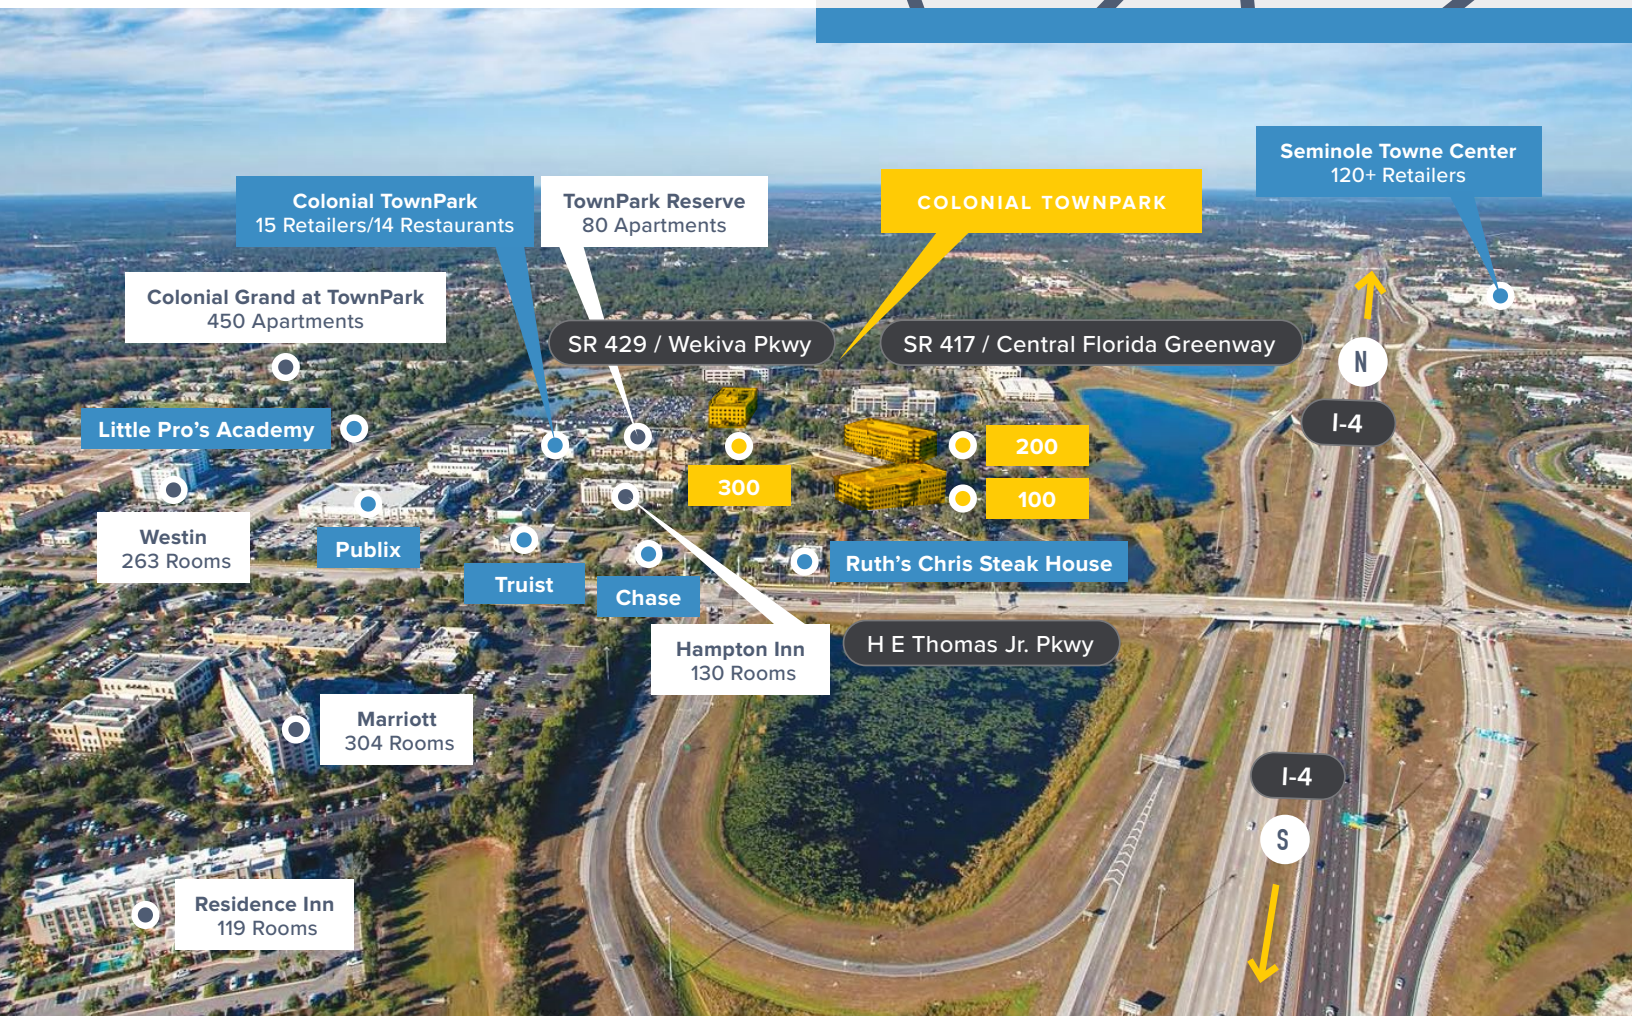 Seminole Towne Center
120+ Retailers
Colonial TownPark
15 Retailers/14 Restaurants
TownPark Reserve
80 Apartments
COLONIAL TOWNPARK
Colonial Grand at TownPark
450 Apartments
SR 429 / Wekiva Pkwy
SR 417 / Central Florida Greenway
N
I-4
Little Pro's Academy
200
300
100
Westin
263 Rooms
Publix
Truist
Chase
Ruth's Chris Steak House
Hampton Inn
130 Rooms
H E Thomas Jr. Pkwy
Marriott
304 Rooms
I-4
S
Residence Inn
119 Rooms